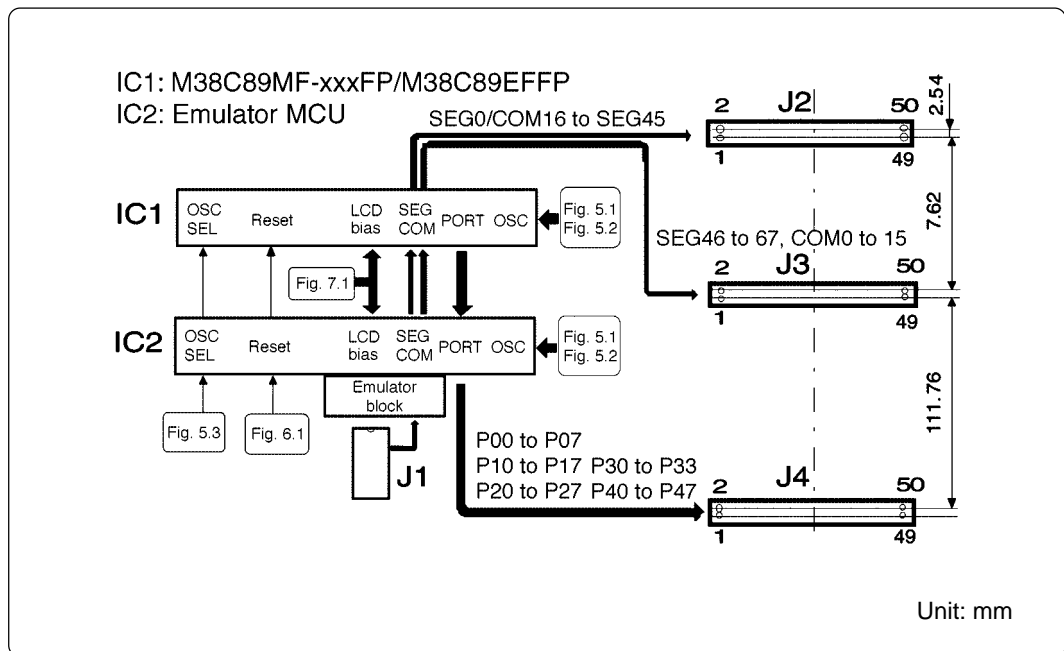 IC1: M38C89MF-xxxFP/M38C89EFFP
IC2: Emulator MCU
SEG0/COM16 to SEG45
2 J2 50
1 49
2.54
IC1
OSC SEL
Reset
LCD bias
SEG COM
PORT
OSC
Fig. 5.1
Fig. 5.2
7.62
SEG46 to 67, COM0 to 15
Fig. 7.1
2 J3 50
1 49
IC2
OSC SEL
Reset
LCD bias
SEG COM
PORT
OSC
Fig. 5.1
Fig. 5.2
111.76
Emulator
block
Fig. 5.3
Fig. 6.1
J1
P00 to P07
P10 to P17 P30 to P33
P20 to P27 P40 to P47
2 J4 50
1 49
Unit: mm